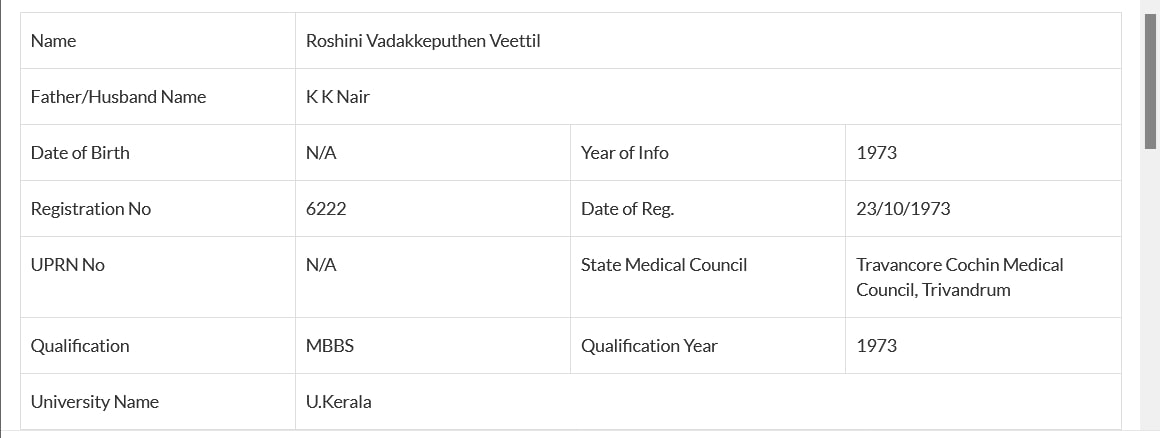 Name Roshini Vadakkeputhen Veettil
Father/Husband Name K K Nair
Date of Birth N/A Year of Info 1973
Registration No 6222 Date of Reg. 23/10/1973
UPRN No N/A State Medical Council Travancore Cochin Medical
Council, Trivandrum
Qualification MBBS Qualification Year 1973
University Name U.Kerala